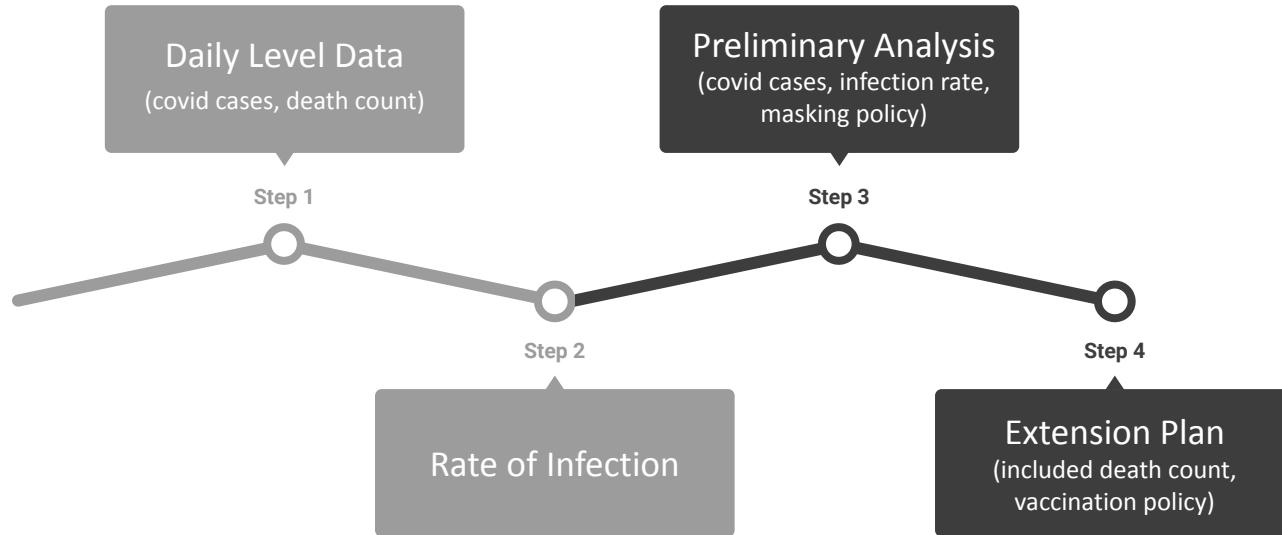 Daily Level Data
(covid cases, death count)
Step 1
Step 2
Rate of Infection
Preliminary Analysis
(covid cases, infection rate,
masking policy)
Step 3
Step 4
Extension Plan
(included death count,
vaccination policy)